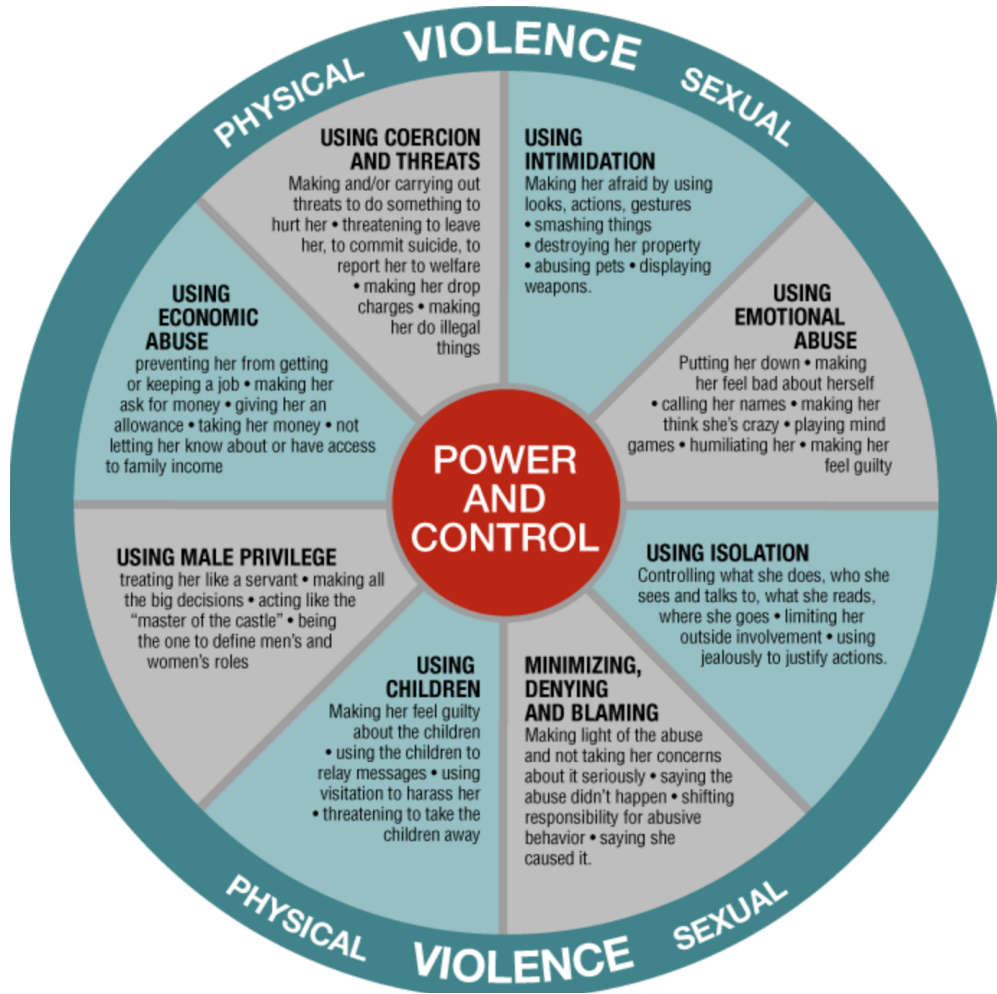 PHYSICAL VIOLENCE SEXUAL
USING COERCION
AND THREATS
Making and/or carrying out
threats to do something to
hurt her • threatening to leave
her, to commit suicide, to
report her to welfare
• making her drop
charges • making
her do illegal
things
USING
INTIMIDATION
Making her afraid by using
looks, actions, gestures
• smashing things
• destroying her property
• abusing pets • displaying
weapons.
USING
EMOTIONAL
ABUSE
Putting her down • making
her feel bad about herself
• calling her names • making her
think she's crazy • playing mind
games • humiliating her • making her
feel guilty
USING ISOLATION
Controlling what she does, who she
sees and talks to, what she reads,
where she goes • limiting her
outside involvement • using
jealously to justify actions.
MINIMIZING,
DENYING
AND BLAMING
Making light of the abuse
and not taking her concerns
about it seriously • saying the
abuse didn't happen • shifting
responsibility for abusive
behavior • saying she
caused it.
USING
CHILDREN
Making her feel guilty
about the children
• using the children to
relay messages • using
visitation to harass her
• threatening to take the
children away
USING MALE PRIVILEGE
treating her like a servant • making all
the big decisions • acting like the
“master of the castle” • being
the one to define men's and
women's roles
USING
ECONOMIC
ABUSE
preventing her from getting
or keeping a job • making her
ask for money • giving her an
allowance • taking her money • not
letting her know about or have access
to family income
POWER
AND
CONTROL
PHYSICAL VIOLENCE SEXUAL